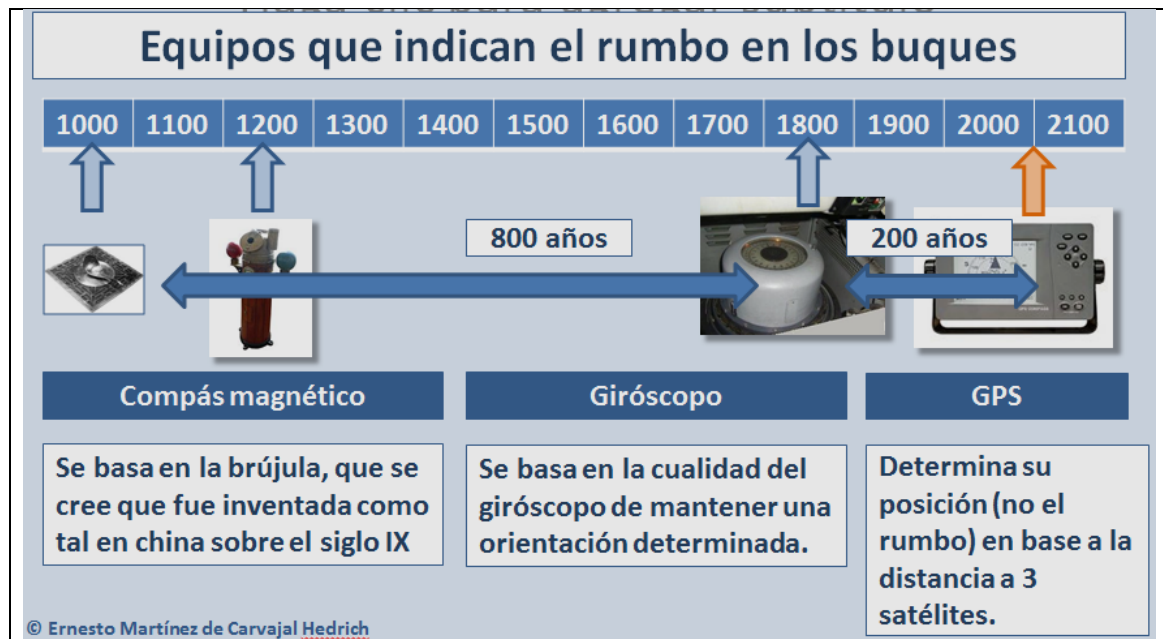 Equipos que indican el rumbo en los buques
1000 1100 1200 1300 1400 1500 1600 1700 1800 1900 2000 2100
800 años
200 años
Compás magnético
Se basa en la brújula, que se
cree que fue inventada como
tal en china sobre el siglo IX
Giróscopo
Se basa en la cualidad del
giróscopo de mantener una
orientación determinada.
GPS
Determina su
posición (no el
rumbo) en base a la
distancia a 3
satélites.
© Ernesto Martínez de Carvajal Hedrich